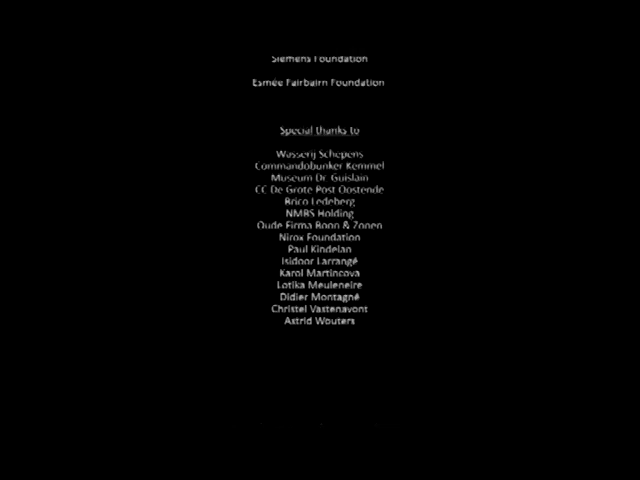 Siemens Foundation
Esmée Fairbairn Foundation
Special thanks to
Wasserij Schepens
Commandobunker Kemmel
Museum Dr. Guislain
CC De Grote Post Oostende
Brico Ledeberg
NMBS Holding
Oude Firma Boon & Zonen
Nirox Foundation
Paul Kindelan
Isidoor Larrangé
Karol Martincova
Lotika Meuleneire
Didier Montagné
Christel Vastenavont
Astrid Wouters